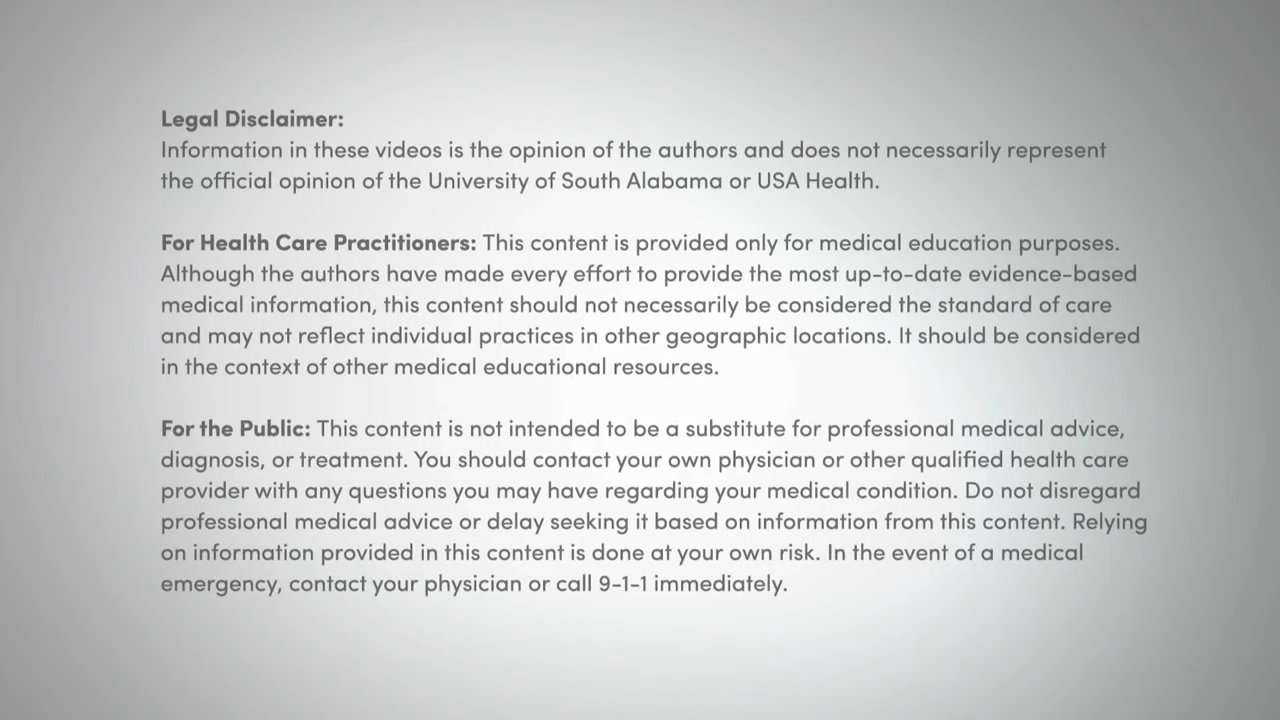 Legal Disclaimer:
Information in these videos is the opinion of the authors and does not necessarily represent
the official opinion of the University of South Alabama or USA Health.
For Health Care Practitioners: This content is provided only for medical education purposes.
Although the authors have made every effort to provide the most up-to-date evidence-based
medical information, this content should not necessarily be considered the standard of care
and may not reflect individual practices in other geographic locations. It should be considered
in the context of other medical educational resources.
For the Public: This content is not intended to be a substitute for professional medical advice,
diagnosis, or treatment. You should contact your own physician or other qualified health care
provider with any questions you may have regarding your medical condition. Do not disregard
professional medical advice or delay seeking it based on information from this content. Relying
on information provided in this content is done at your own risk. In the event of a medical
emergency, contact your physician or call 9-1-1 immediately.